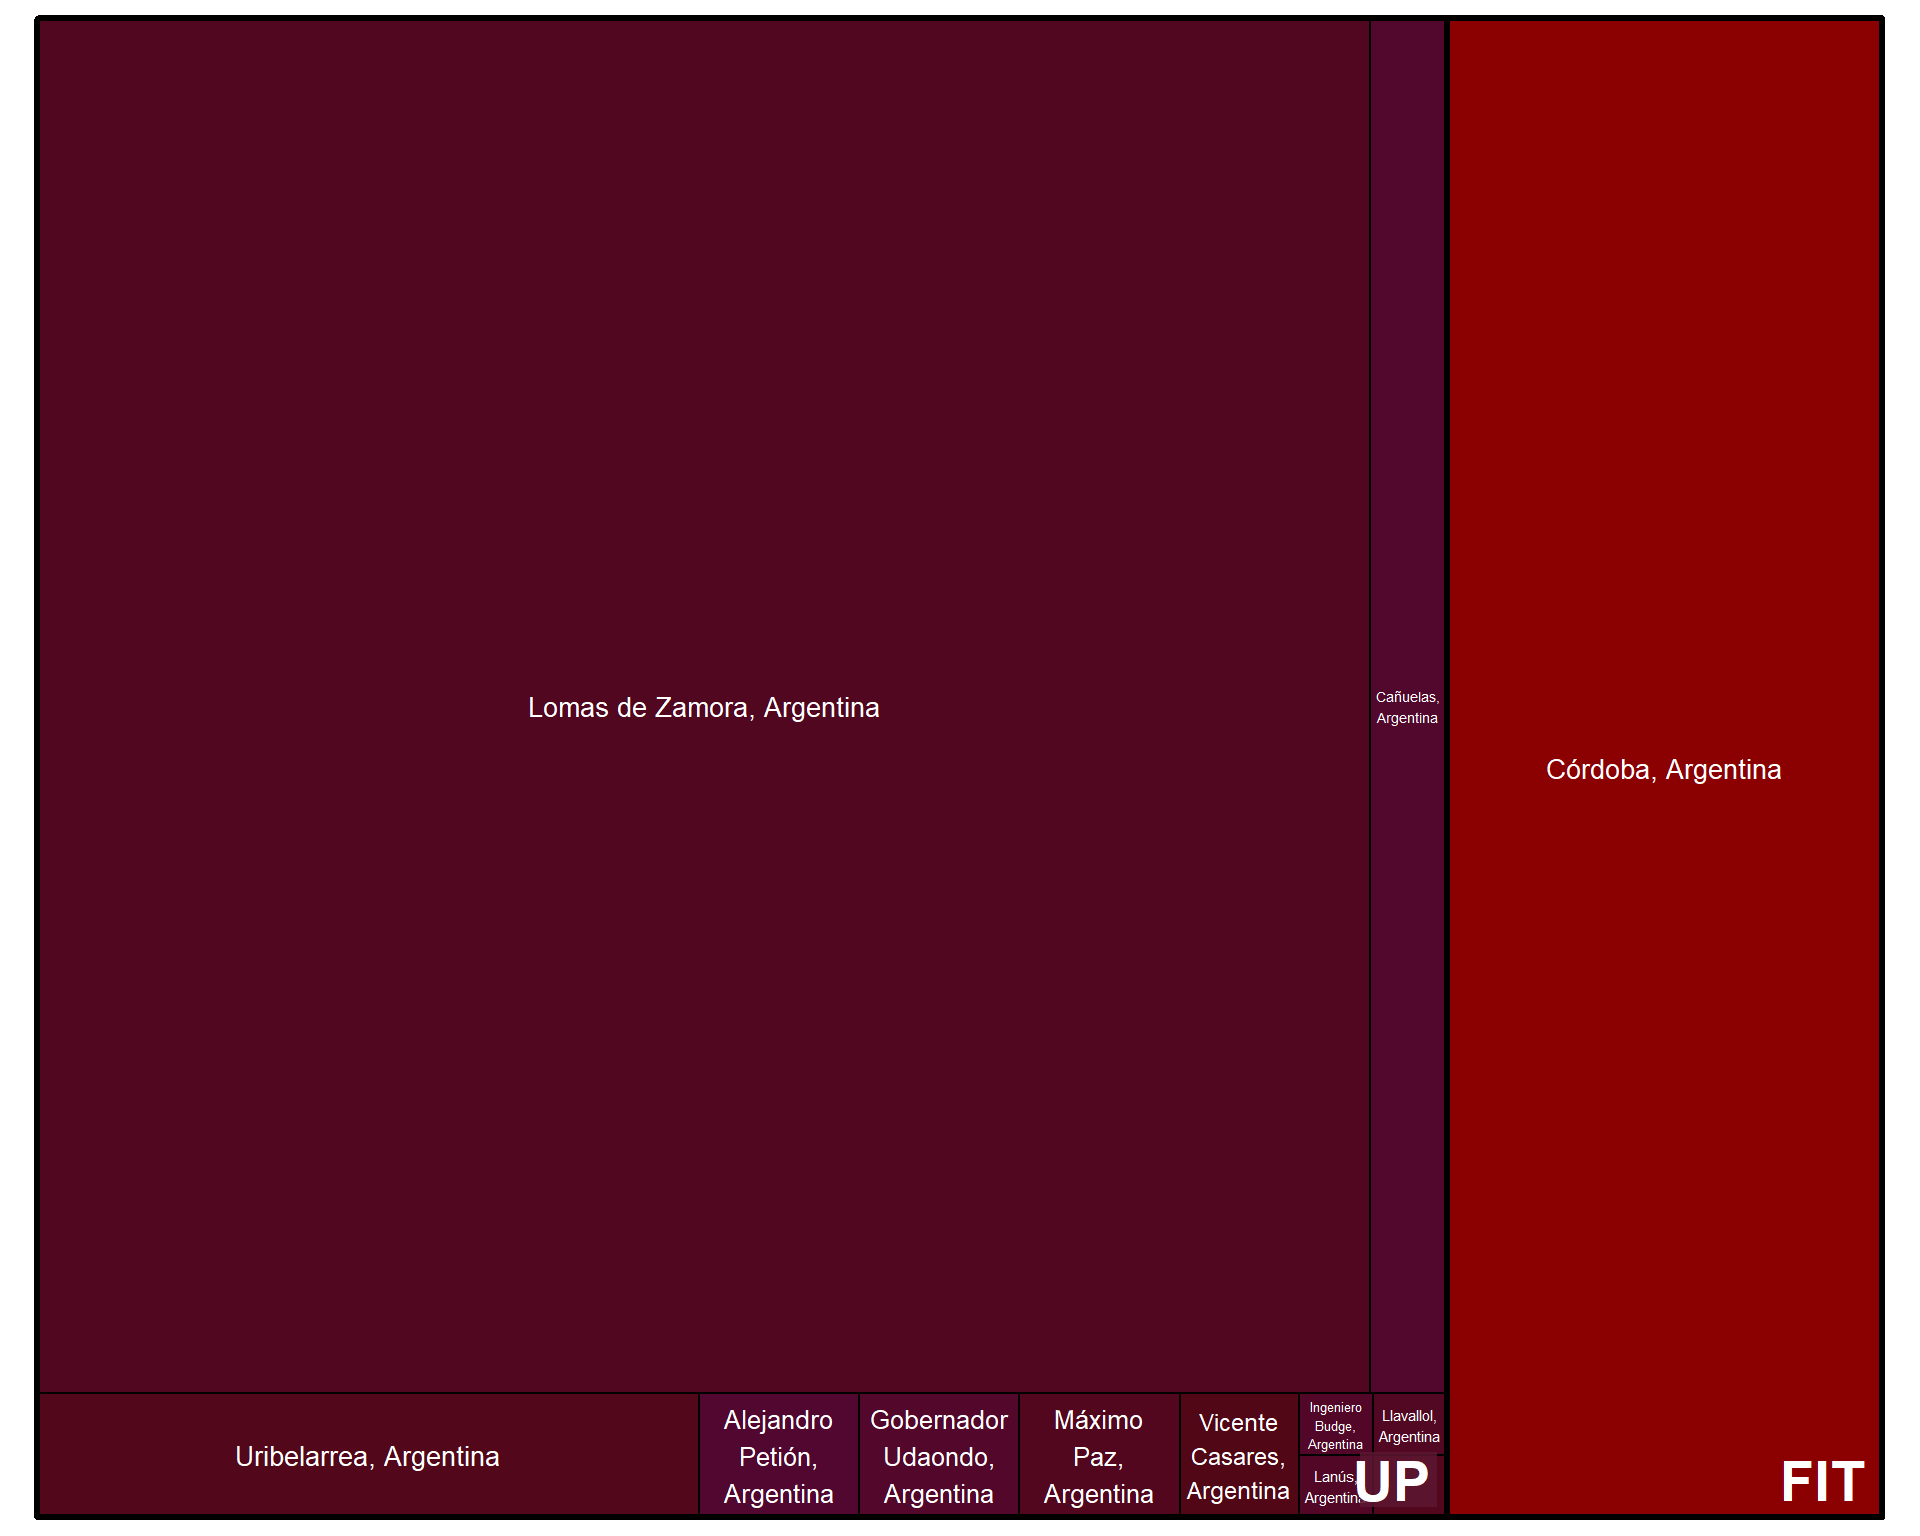 Lomas de Zamora, Argentina
Cañuelas,
Argentina
Córdoba, Argentina
Uribelarrea, Argentina
Alejandro
Petión,
Argentina
Gobernador
Udaondo,
Argentina
Máximo
Paz,
Argentina
Vicente
Casares,
Argentina
Ingeniero
Budge,
Argentina
Llavallol,
Argentina
Lanús,
Argentina
UP
FIT